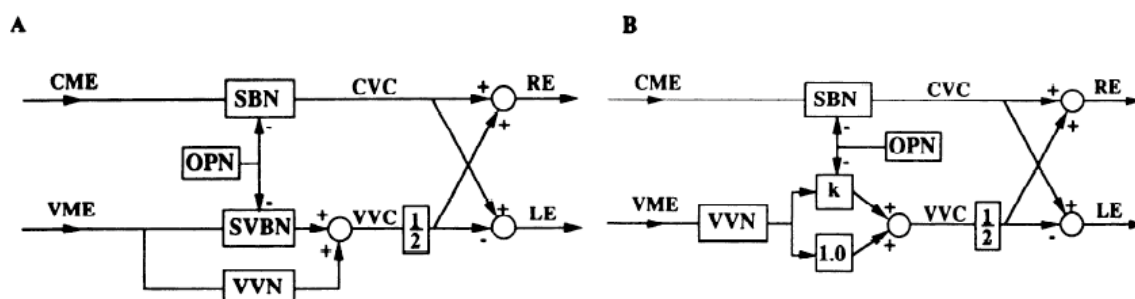 A
CME
SBN
CVC
+
RE
+
-
OPN
-
VME
SVBN
+
+
VVC
1
2
+
-
LE
VVN
B
CME
SBN
CVC
+
RE
+
-
OPN
-
k
VME
VVN
+
+
VVC
1
2
+
-
LE
1.0